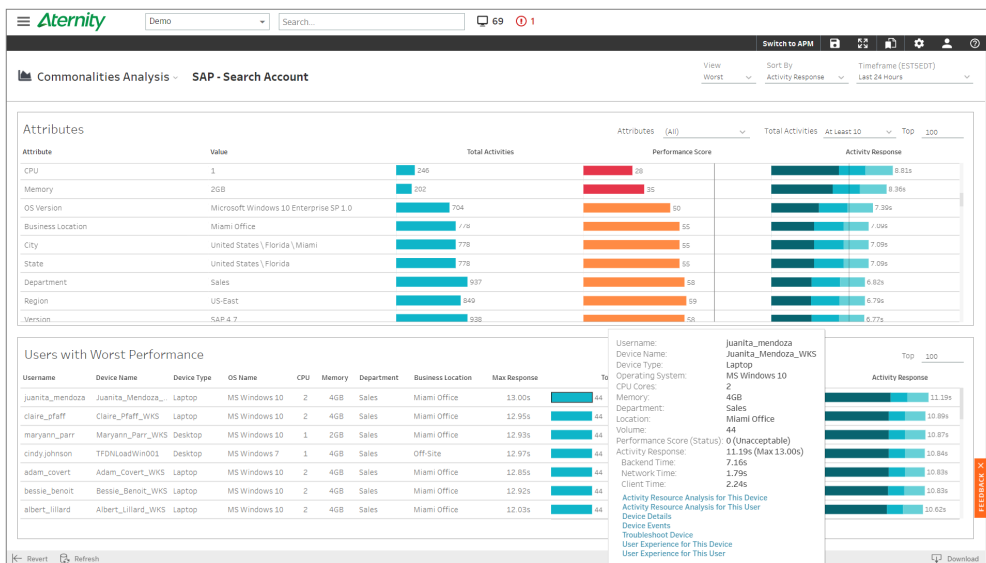 Aternity Demo Search... 69 1
Switch to APM
Commonalities Analysis SAP - Search Account
View Sort By Timeframe (ESTSEDT)
Worst Activity Response Last 24 Hours
Attributes Attributes (All) Total Activities At Least 10 Top 100
Attribute Value Total Activities Performance Score Activity Response
CPU 1 246 28 8.81s
Memory 2GB 202 35 8.36s
OS Version Microsoft Windows 10 Enterprise SP 1.0 704 50 7.39s
Business Location Miami Office 778 55 7.09s
City United States \ Florida \ Miami 778 55 7.09s
State United States \ Florida 778 55 7.09s
Department Sales 937 58 6.82s
Region US-East 849 59 6.79s
Version SAP 4.7 938 58 6.77s
Users with Worst Performance Top 100
Username Device Name Device Type OS Name CPU Memory Department Business Location Max Response To Activity Response
juanita_mendoza Juanita_Mendoza_.. Laptop MS Windows 10 2 4GB Sales Miami Office 13.00s 44 11.19s
claire_pfaff Claire_Pfaff_WKS Laptop MS Windows 10 2 4GB Sales Miami Office 12.95s 44 10.89s
maryann_parr Maryann_Parr_WKS Desktop MS Windows 10 1 2GB Sales Miami Office 12.93s 44 10.87s
cindy.johnson TFDNLoadWin001 Desktop MS Windows 7 1 4GB Sales Off-Site 12.97s 44 10.84s
adam_covert Adam_Covert_WKS Laptop MS Windows 10 2 4GB Sales Miami Office 12.85s 44 10.83s
bessie_benoit Bessie_Benoit_WKS Laptop MS Windows 10 2 4GB Sales Miami Office 12.92s 44 10.83s
albert_lillard Albert_Lillard_WKS Laptop MS Windows 10 2 4GB Sales Miami Office 12.03s 44 10.62s
Username: juanita_mendoza
Device Name: Juanita_Mendoza_WKS
Device Type: Laptop
Operating System: MS Windows 10
CPU Cores: 2
Memory: 4GB
Department: Sales
Location: Miami Office
Volume: 44
Performance Score (Status): 0 (Unacceptable)
Activity Response: 11.19s (Max 13.00s)
Backend Time: 7.16s
Network Time: 1.79s
Client Time: 2.24s
Activity Resource Analysis for This Device
Activity Resource Analysis for This User
Device Details
Device Events
Troubleshoot Device
User Experience for This Device
User Experience for This User
FEEDBACK
Revert Refresh Download